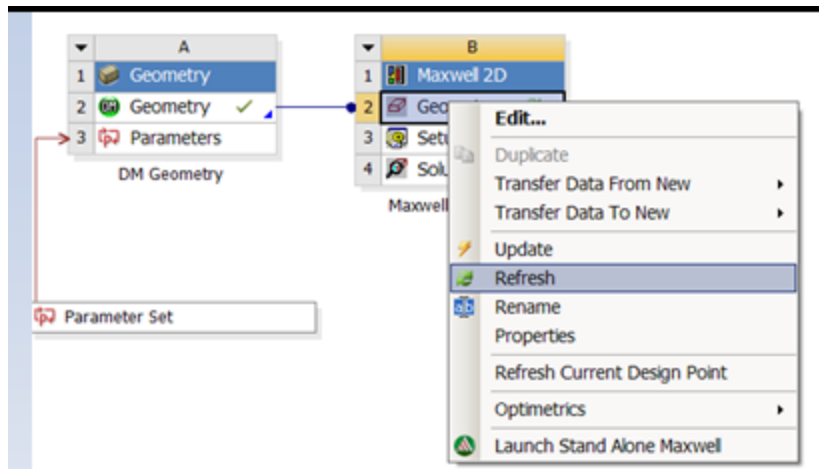 A
1 Geometry
2 Geometry
3 Parameters
DM Geometry
Parameter Set
B
1 Maxwell 2D
2
3
4
Maxwell
Edit...
Duplicate
Transfer Data From New
Transfer Data To New
Update
Refresh
Rename
Properties
Refresh Current Design Point
Optimetrics
Launch Stand Alone Maxwell